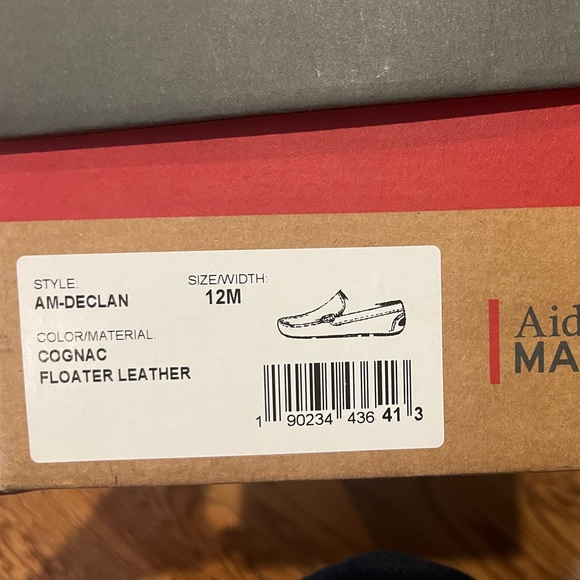 STYLE:
AM-DECLAN
SIZE/WIDTH:
12M
COLOR/MATERIAL:
COGNAC
FLOATER LEATHER
1 90234 436 41 3
Aid
MA